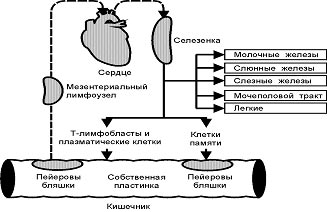 Сердце
Селезенка
Мезентериальный
лимфоузел
Молочные железы
Слюнные железы
Слезные железы
Мочеполовой тракт
Легкие
Т-лимфобласты и
плазматические клетки
Клетки
памяти
Пейеровы
бляшки
Собственная
пластинка
Пейеровы
бляшки
Кишечник